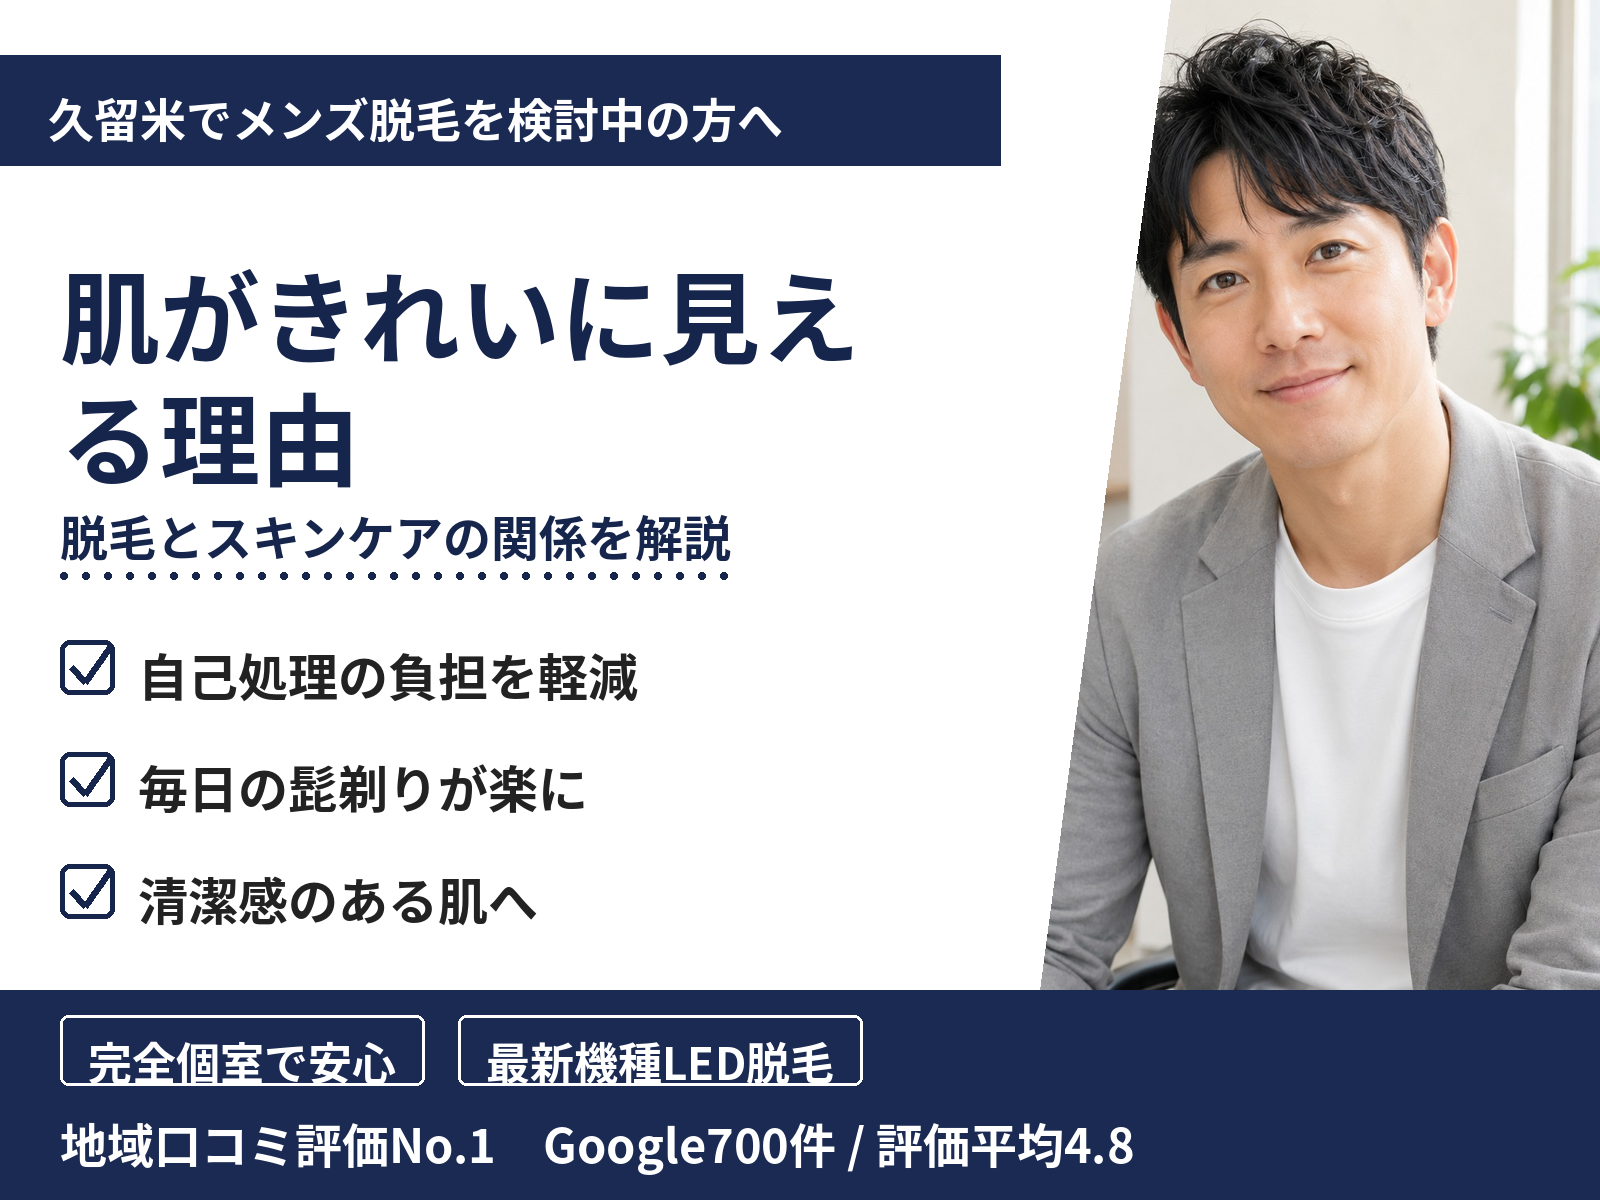 久留米でメンズ脱毛を検討中の方へ
肌がきれいに見え
る理由
脱毛とスキンケアの関係を解説
自己処理の負担を軽減
毎日の髭剃りが楽に
清潔感のある肌へ
完全個室で安心
最新機種LED脱毛
地域口コミ評価No.1 Google700件 / 評価平均4.8